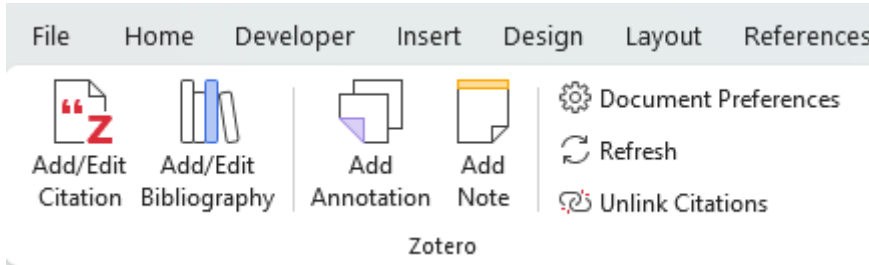 File Home Developer Insert Design Layout References
“ Z
Add/Edit Citation
Add/Edit Bibliography
Add Annotation
Add Note
Document Preferences
Refresh
Unlink Citations
Zotero